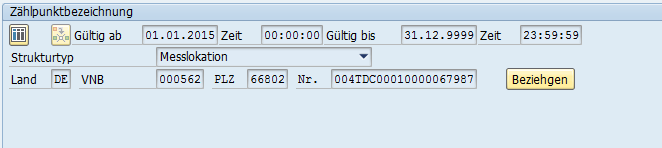 Zählpunktbezeichnung
Gültig ab 01.01.2015 Zeit 00:00:00 Gültig bis 31.12.9999 Zeit 23:59:59
Strukturtyp Messlokation
Land DE VNB 000562 PLZ 66802 Nr. 004TDC00010000067987 Beziehgen